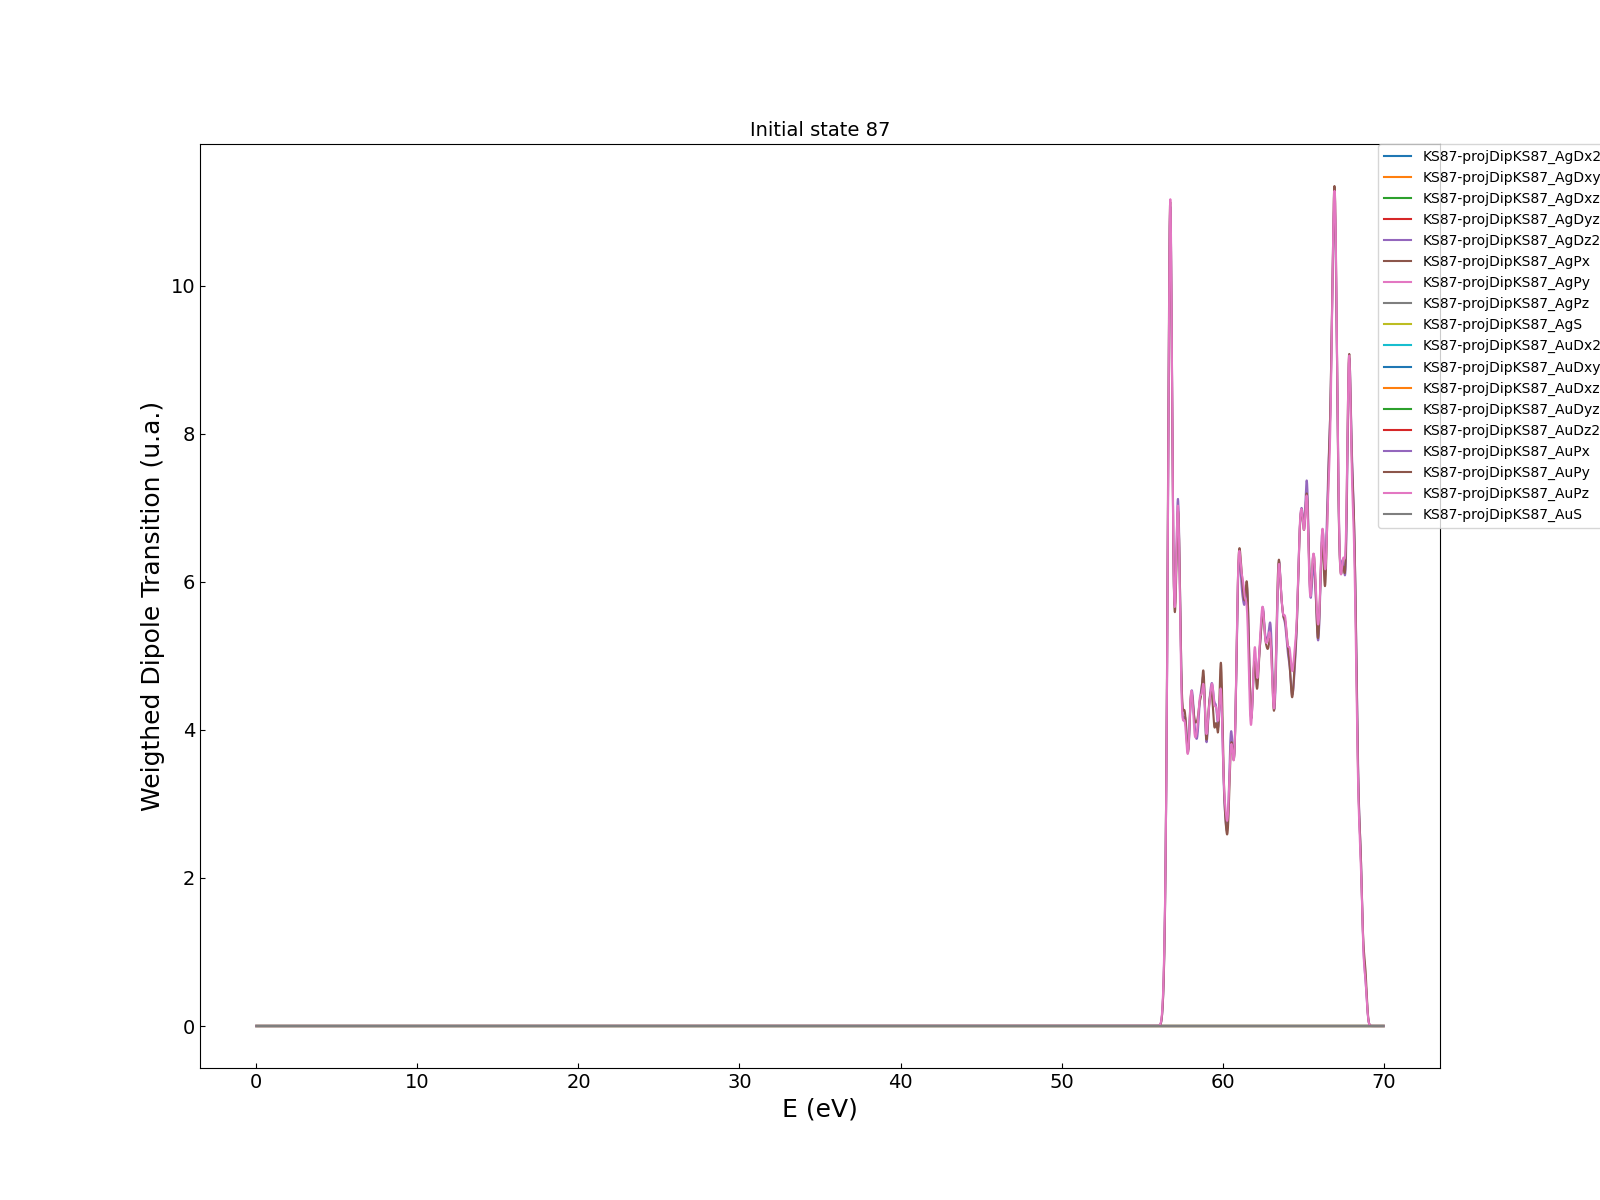 Initial state 87
Weigthed Dipole Transition (u.a.)
10
8
6
4
2
0
0 10 20 30 40 50 60 70
E (eV)
KS87-projDipKS87_AgDx2
KS87-projDipKS87_AgDxy
KS87-projDipKS87_AgDxz
KS87-projDipKS87_AgDyz
KS87-projDipKS87_AgDz2
KS87-projDipKS87_AgPx
KS87-projDipKS87_AgPy
KS87-projDipKS87_AgPz
KS87-projDipKS87_AgS
KS87-projDipKS87_AuDx2
KS87-projDipKS87_AuDxy
KS87-projDipKS87_AuDxz
KS87-projDipKS87_AuDyz
KS87-projDipKS87_AuDz2
KS87-projDipKS87_AuPx
KS87-projDipKS87_AuPy
KS87-projDipKS87_AuPz
KS87-projDipKS87_AuS